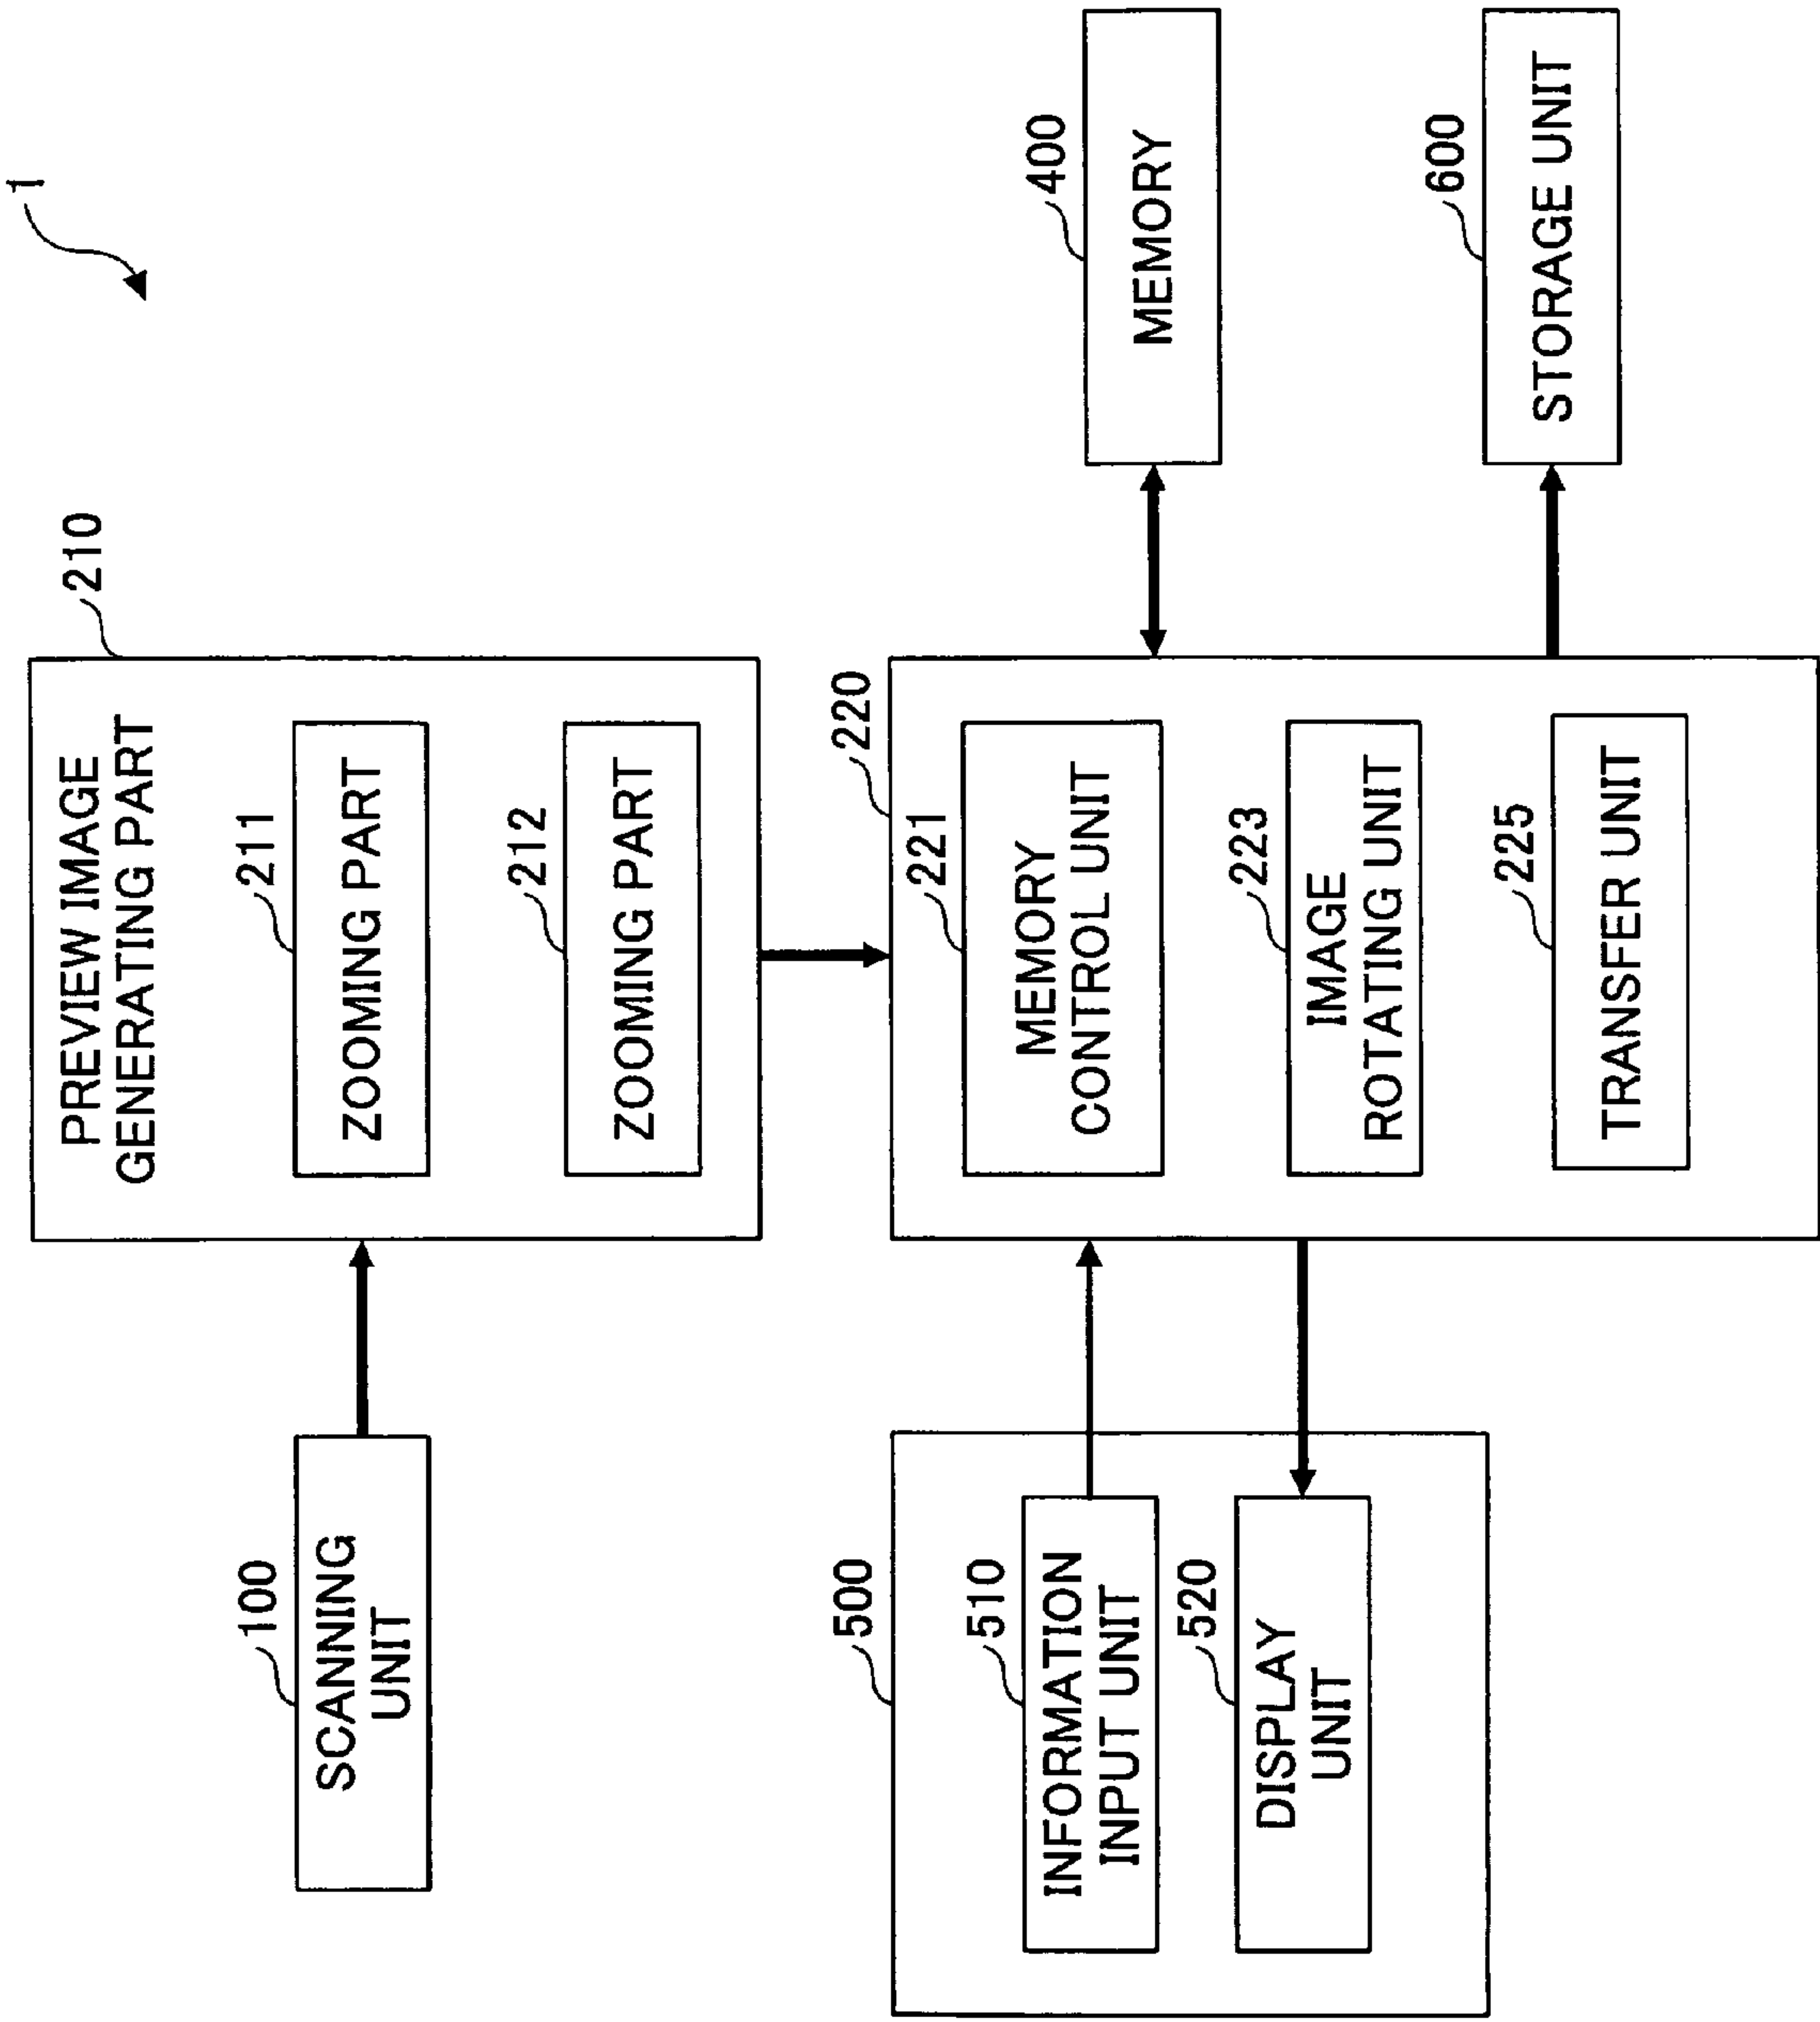 1
100
SCANNING
UNIT
210
PREVIEW IMAGE
GENERATING PART
211
ZOOMING PART
212
ZOOMING PART
500
510
INFORMATION
INPUT UNIT
520
DISPLAY
UNIT
220
221
MEMORY
CONTROL UNIT
223
IMAGE
ROTATING UNIT
225
TRANSFER UNIT
400
MEMORY
600
STORAGE UNIT